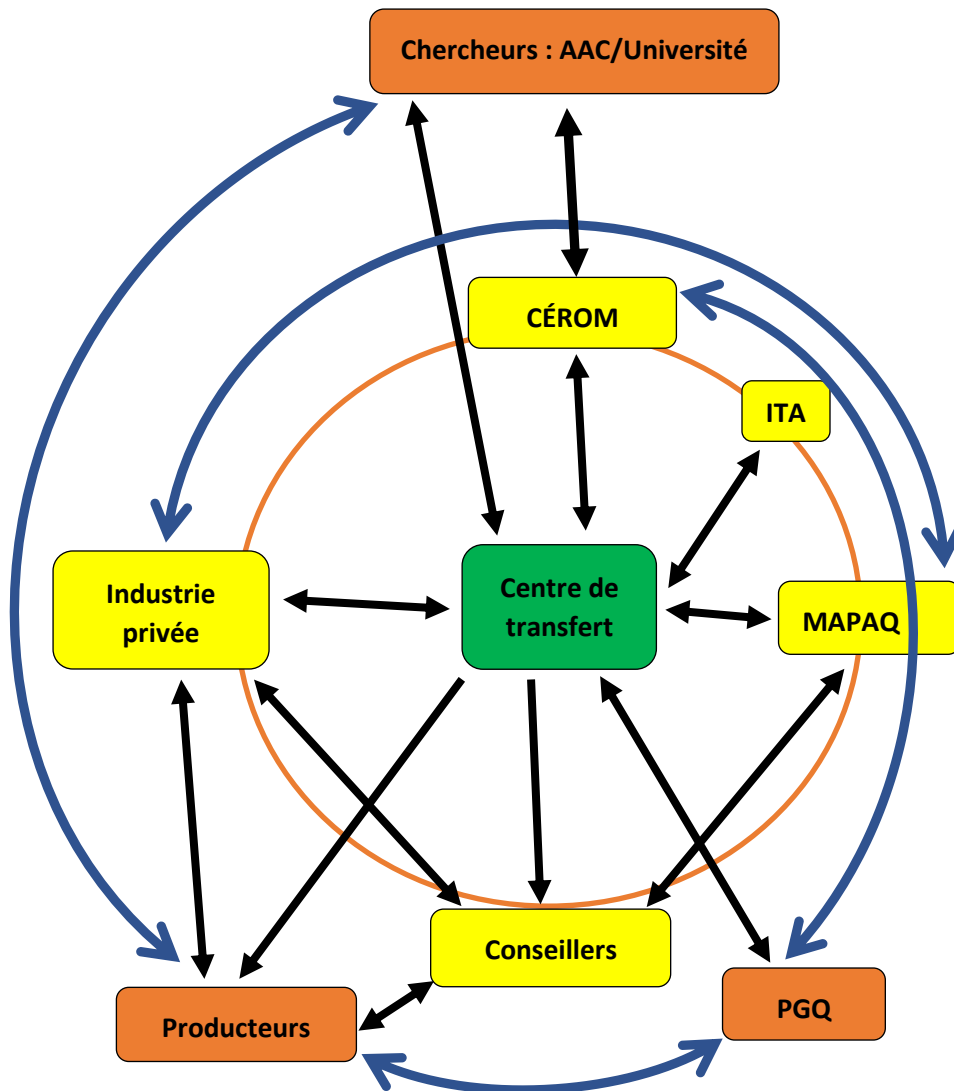 Chercheurs : AAC/Université
CÉROM
ITA
Industrie
privée
Centre de
transfert
MAPAQ
Conseillers
Producteurs
PGQ